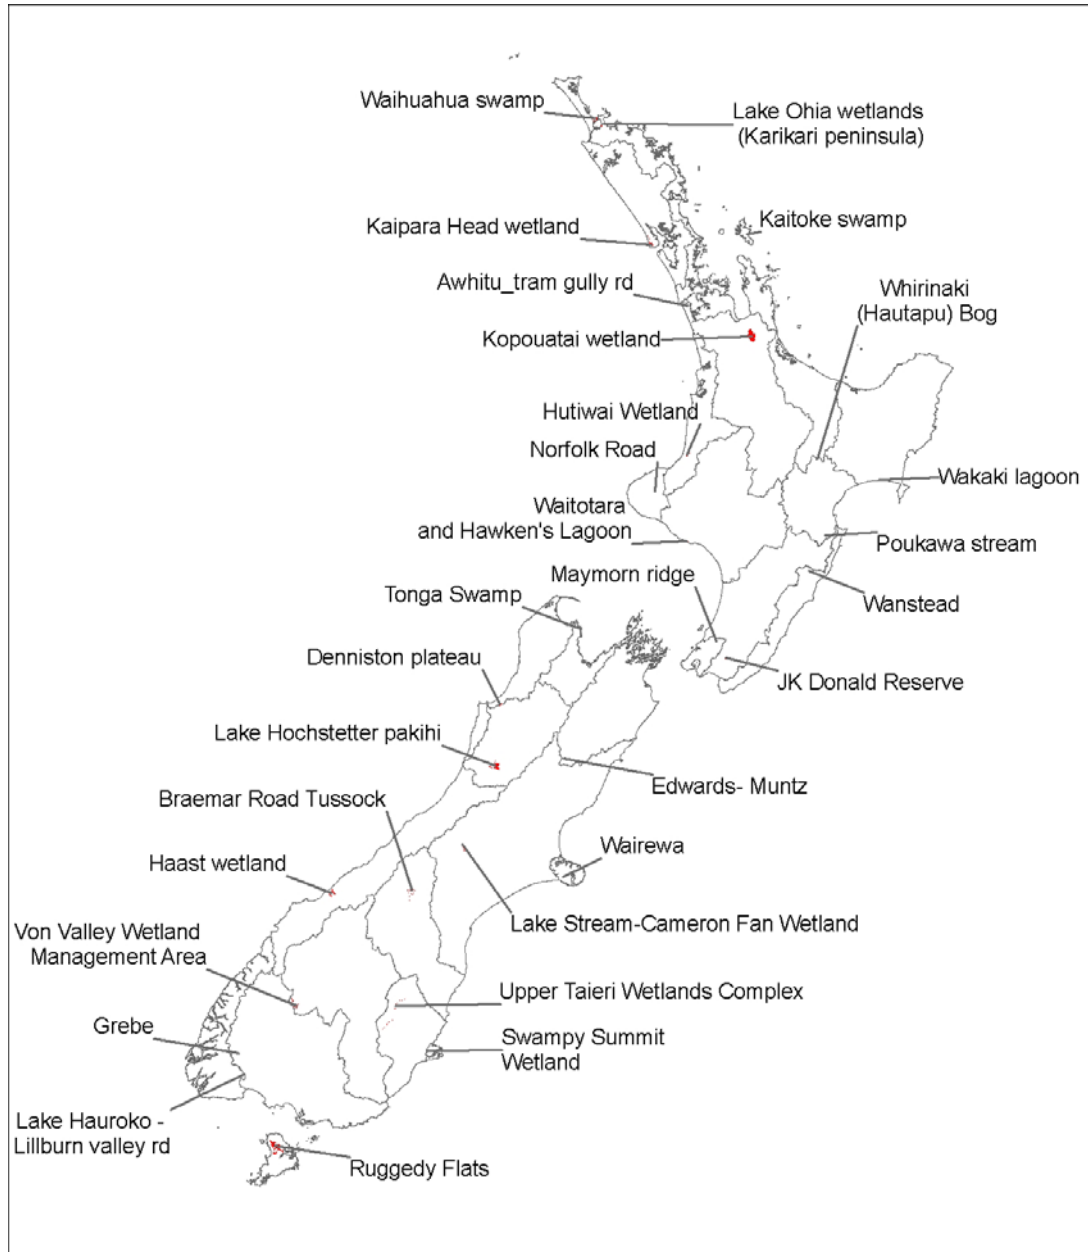 Waihuahua swamp
Lake Ohia wetlands
(Karikari peninsula)
Kaipara Head wetland
Kaitoke swamp
Awhitu_tram gully rd
Whirinaki
(Hautapu) Bog
Kopouatai wetland
Hutiwai Wetland
Norfolk Road
Wakaki lagoon
Waitotara
and Hawken's Lagoon
Poukawa stream
Maymorn ridge
Wanstead
Tonga Swamp
JK Donald Reserve
Denniston plateau
Lake Hochstetter pakihi
Edwards- Muntz
Braemar Road Tussock
Wairewa
Haast wetland
Lake Stream-Cameron Fan Wetland
Von Valley Wetland
Management Area
Upper Taieri Wetlands Complex
Grebe
Swampy Summit
Wetland
Lake Hauroko -
Lillburn valley rd
Ruggedy Flats